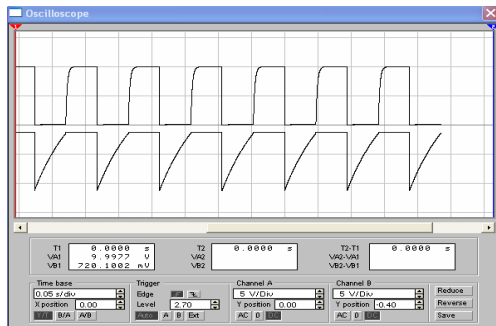 Oscilloscope
1
2
T1 0.0000 s T2 0.0000 s T2-T1 0.0000 s
VA1 9.9977 V VA2 VA2-VA1
VB1 720.1002 mV VB2 VB2-VB1
Time base Trigger Channel A Channel B
0.05 s/div Edge 5 V/Div 5 V/Div Reduce
X position 0.00 Level 2.70 Y position 0.00 Y position -0.40 Reverse
Y/T B/A A/B Auto A B Ext AC 0 DC AC 0 DC Save